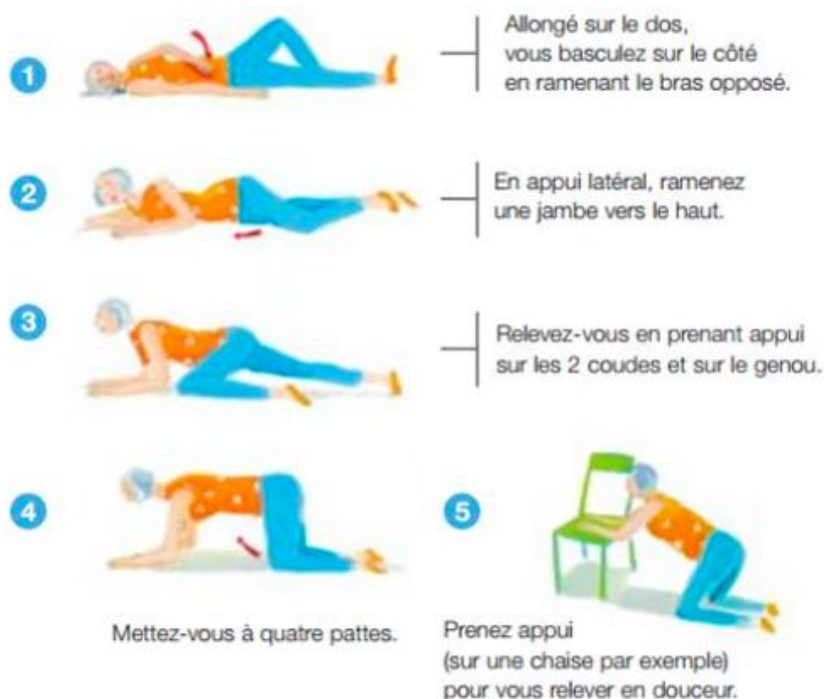 1
Allongé sur le dos,
vous basculez sur le côté
en ramenant le bras opposé.
2
En appui latéral, ramenez
une jambe vers le haut.
3
Relevez-vous en prenant appui
sur les 2 coudes et sur le genou.
4
Mettez-vous à quatre pattes.
5
Prenez appui
(sur une chaise par exemple)
pour vous relever en douceur.